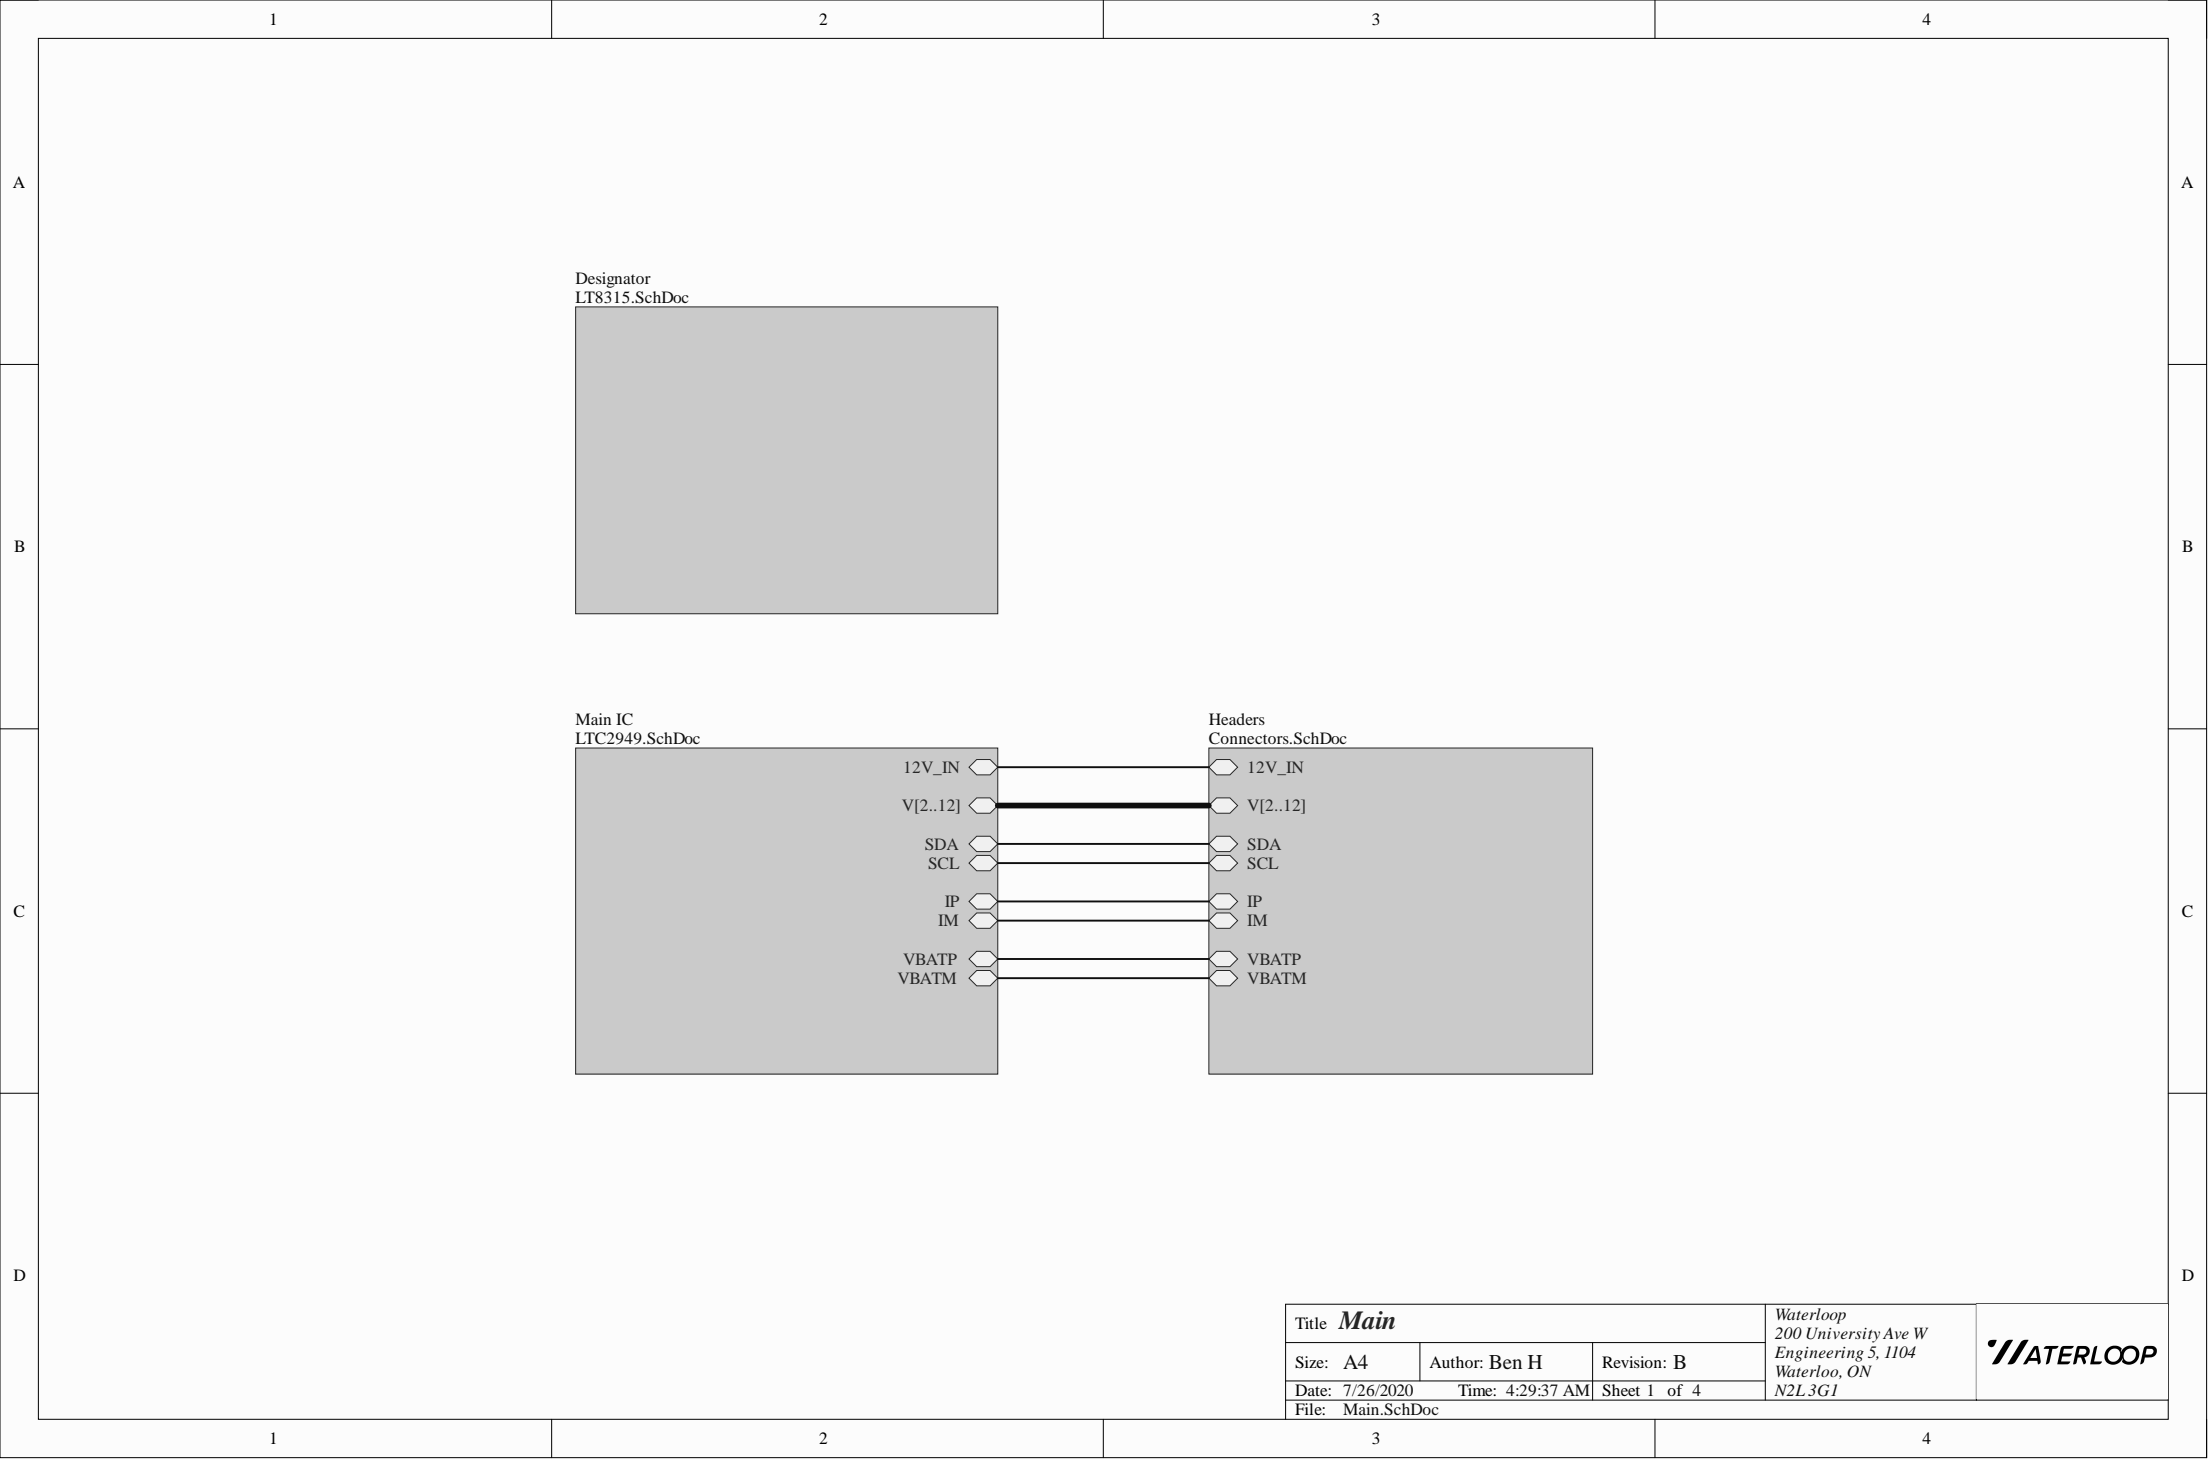 1 2 3 4
A A
Designator
LT8315.SchDoc
B B
Main IC
LTC2949.SchDoc
Headers
Connectors.SchDoc
12V_IN 12V_IN
V[2..12] V[2..12]
SDA SDA
SCL SCL
IP IP
IM IM
VBATP VBATP
VBATM VBATM
C C
D D
Title Main
Size: A4 Author: Ben H Revision: B
Date: 7/26/2020 Time: 4:29:37 AM Sheet 1 of 4
File: Main.SchDoc
Waterloop
200 University Ave W
Engineering 5, 1104
Waterloo, ON
N2L 3G1
WATERLOOP
1 2 3 4